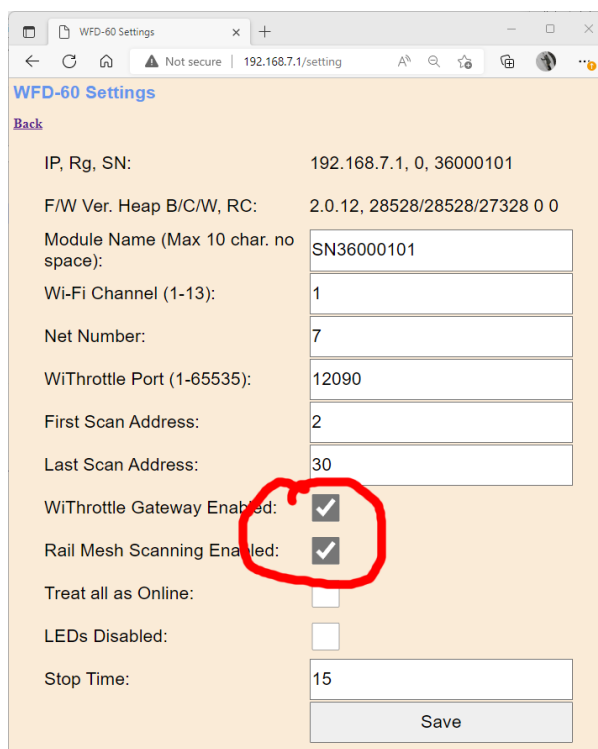 WFD-60 Settings
Not secure | 192.168.7.1/setting
WFD-60 Settings
Back
IP, Rg, SN: 192.168.7.1, 0, 36000101
F/W Ver. Heap B/C/W, RC: 2.0.12, 28528/28528/27328 0 0
Module Name (Max 10 char. no
space): SN36000101
Wi-Fi Channel (1-13): 1
Net Number: 7
WiThrottle Port (1-65535): 12090
First Scan Address: 2
Last Scan Address: 30
WiThrottle Gateway Enabled:
Rail Mesh Scanning Enabled:
Treat all as Online:
LEDs Disabled:
Stop Time: 15
Save